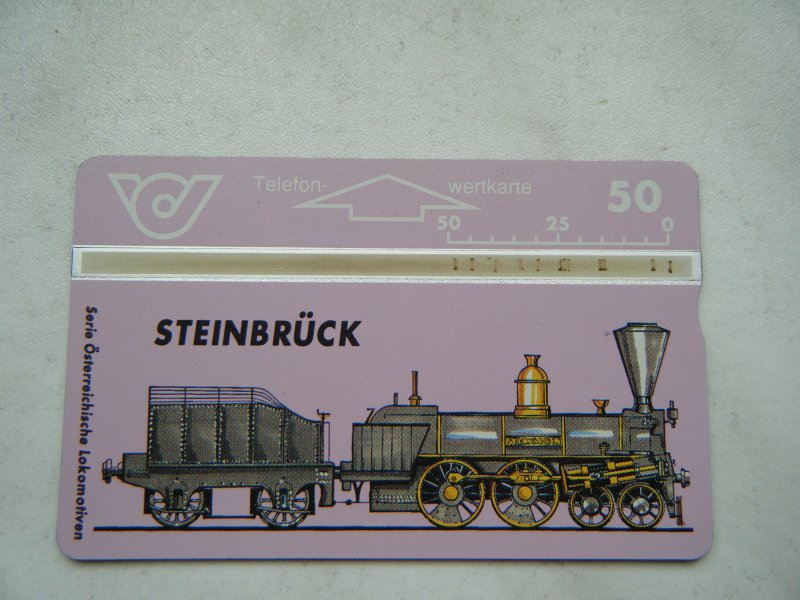 Telefon- wertkarte 50
50 25 0
STEINBRÜCK
Serie Österreichische Lokomotiven